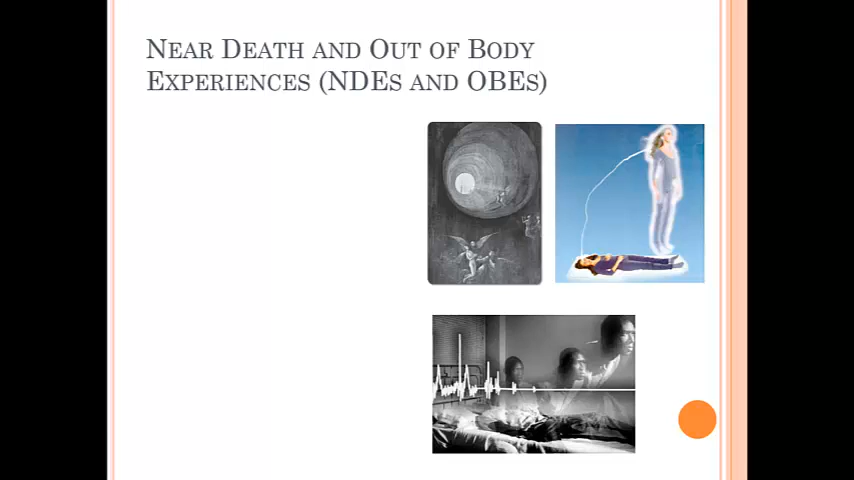 Near Death and Out of Body
Experiences (NDEs and OBEs)